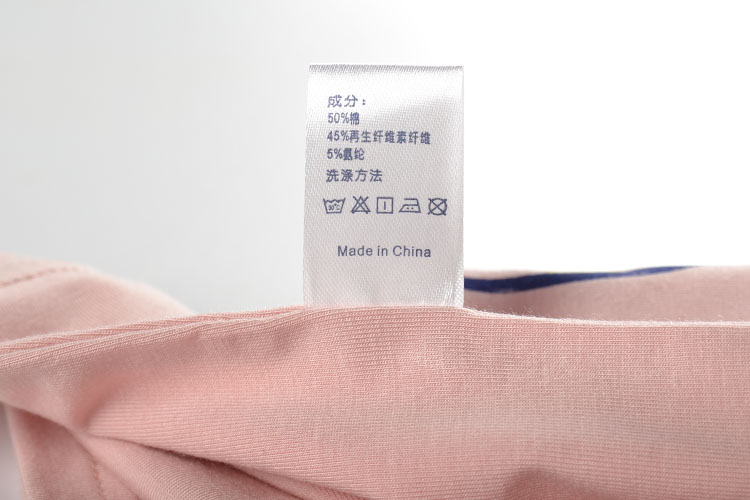 成分：
50%棉
45%再生纤维素纤维
5%氨纶
洗涤方法
30℃
Made in China